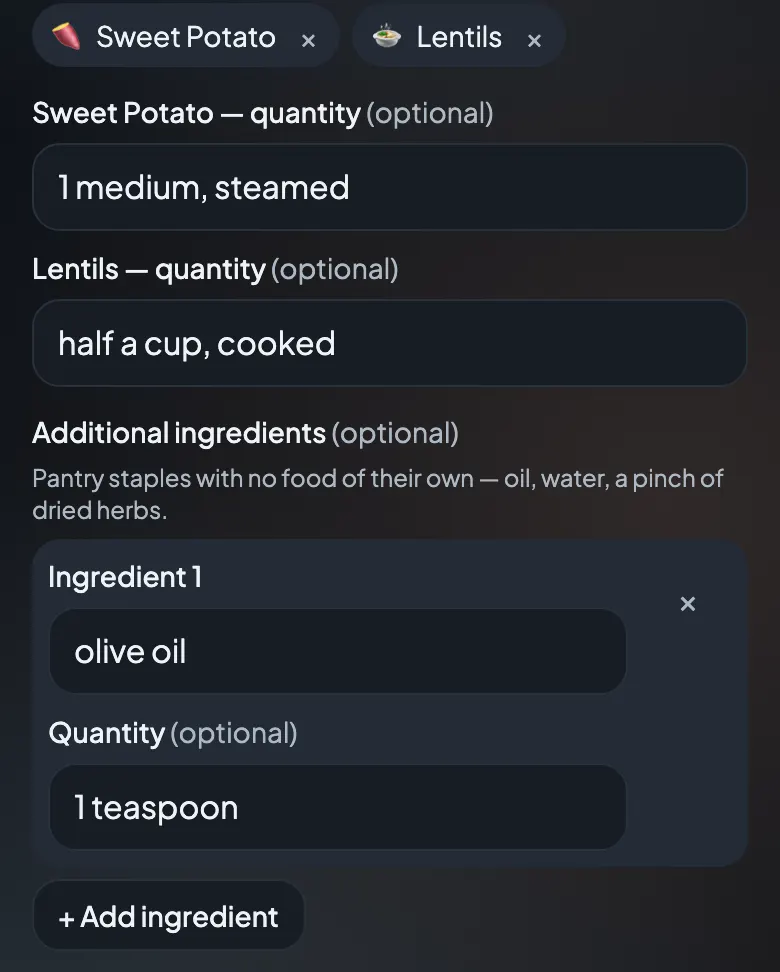 Sweet Potato ×
Lentils ×
Sweet Potato — quantity (optional)
1 medium, steamed
Lentils — quantity (optional)
half a cup, cooked
Additional ingredients (optional)
Pantry staples with no food of their own — oil, water, a pinch of
dried herbs.
Ingredient 1
×
olive oil
Quantity (optional)
1 teaspoon
+ Add ingredient